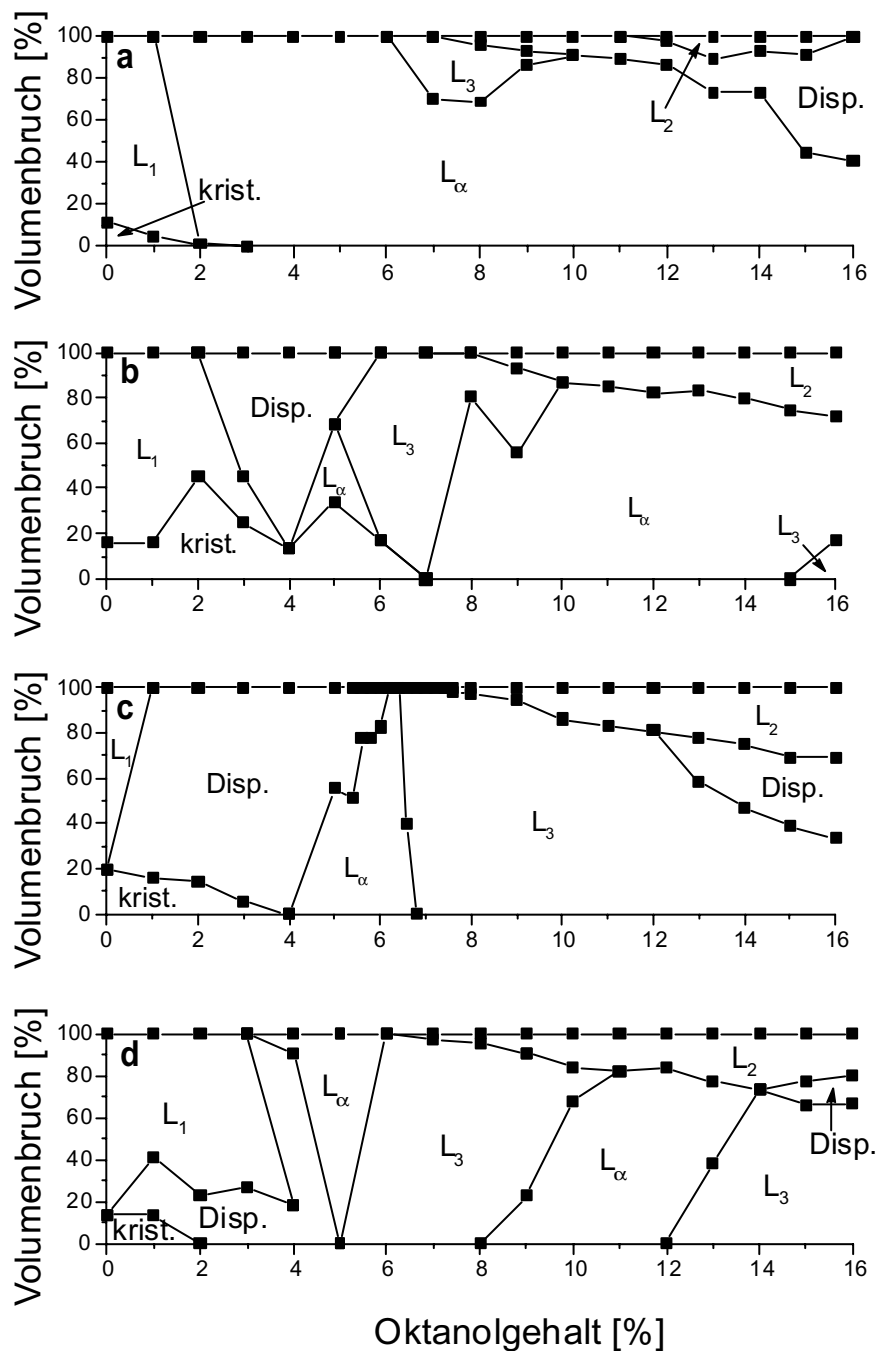 Volumenbruch [%]
100
80
60
40
20
0
a
L₁
krist.
L₃
Lα
L₂
Disp.
0 2 4 6 8 10 12 14 16
Volumenbruch [%]
100
80
60
40
20
0
b
L₁
Disp.
krist.
Lα
L₃
Lα
L₂
L₃
0 2 4 6 8 10 12 14 16
Volumenbruch [%]
100
80
60
40
20
0
c
L₁
Disp.
krist.
Lα
L₃
L₂
Disp.
0 2 4 6 8 10 12 14 16
Volumenbruch [%]
100
80
60
40
20
0
d
L₁
krist.
Disp.
Lα
L₃
Lα
L₂
Disp.
L₃
0 2 4 6 8 10 12 14 16
Oktanolgehalt [%]